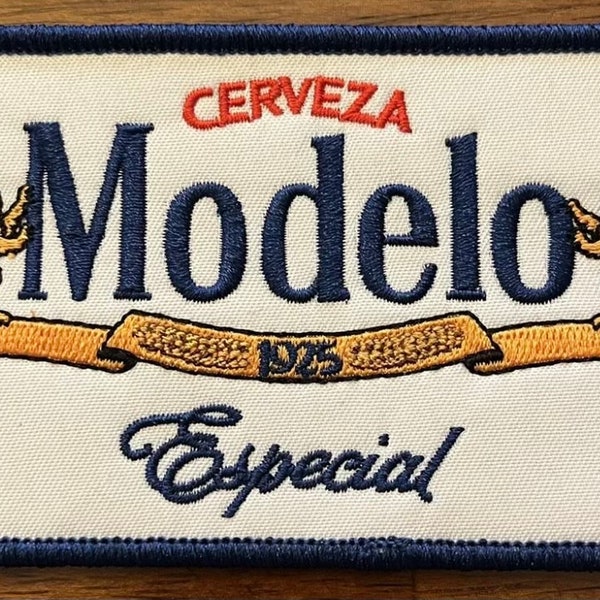 CERVEZA
Modelo
1925
Especial